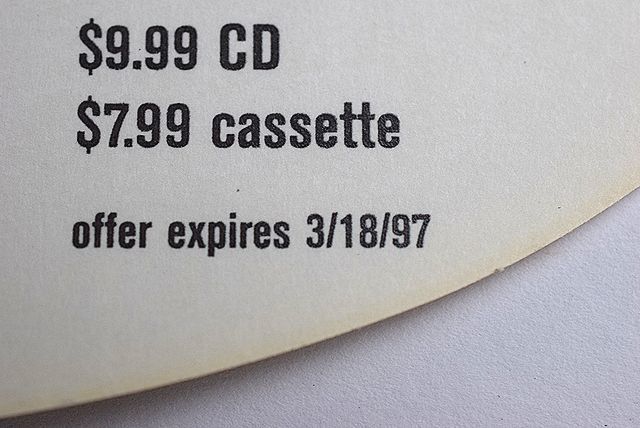 $9.99 CD
$7.99 cassette
offer expires 3/18/97